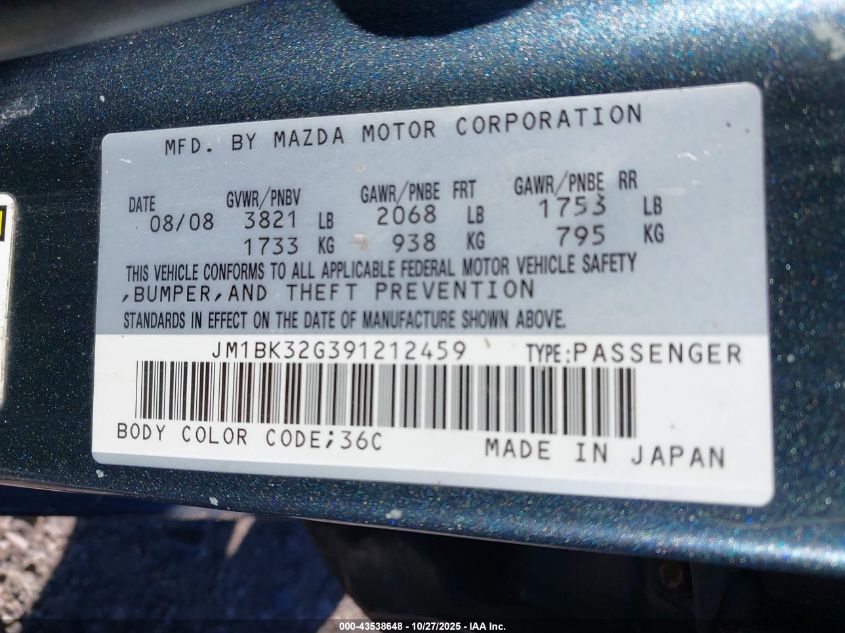 MFD. BY MAZDA MOTOR CORPORATION
DATE GVWR/PNBV GAWR/PNBE FRT GAWR/PNBE RR
08/08 3821 LB 2068 LB 1753 LB
1733 KG 938 KG 795 KG
THIS VEHICLE CONFORMS TO ALL APPLICABLE FEDERAL MOTOR VEHICLE SAFETY
,BUMPER,AND THEFT PREVENTION
STANDARDS IN EFFECT ON THE DATE OF MANUFACTURE SHOWN ABOVE.
JM1BK32G391212459 TYPE:PASSENGER
BODY COLOR CODE;36C MADE IN JAPAN
000-43538648 - 10/27/2025 - IAA Inc.